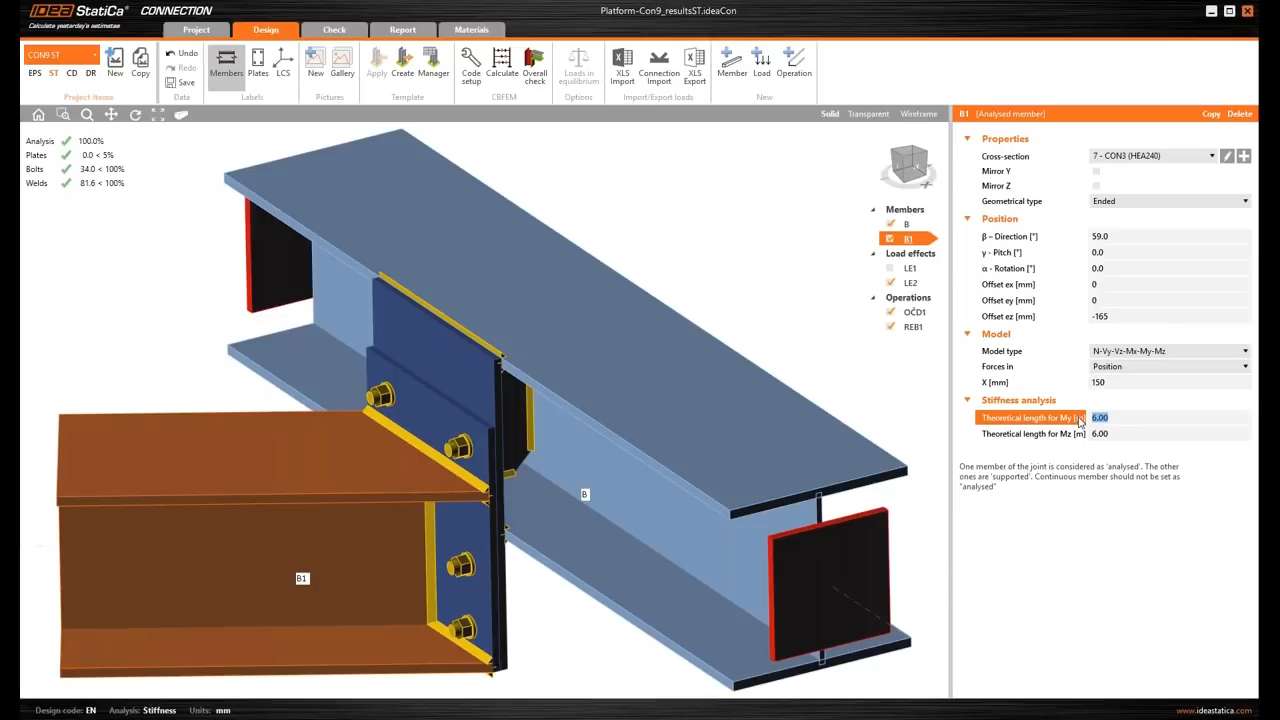 IDEA StatiCa CONNECTION
Calculate yesterday's estimates
Platform-Con9_resultsST.ideaCon
Project Design Check Report Materials
CON9 ST
EPS ST CD DR
New Copy
Project items
Undo
Redo
Save
Data
Members Plates LCS
Labels
New Gallery
Pictures
Apply Create Manager
Template
Code setup Calculate Overall check
CBFEM
Loads in equilibrium
Options
XLS Import Connection Import XLS Export
Import/Export loads
Member Load Operation
New
Solid Transparent Wireframe
Analysis 100.0%
Plates 0.0 < 5%
Bolts 34.0 < 100%
Welds 81.6 < 100%
Members
B
B1
Load effects
LE1
LE2
Operations
OČD1
REB1
B
B1
B1 [Analysed member] Copy Delete
Properties
Cross-section 7 - CON3 (HEA240)
Mirror Y
Mirror Z
Geometrical type Ended
Position
β – Direction [°] 59.0
γ - Pitch [°] 0.0
α - Rotation [°] 0.0
Offset ex [mm] 0
Offset ey [mm] 0
Offset ez [mm] -165
Model
Model type N-Vy-Vz-Mx-My-Mz
Forces in Position
X [mm] 150
Stiffness analysis
Theoretical length for My [m] 6.00
Theoretical length for Mz [m] 6.00
One member of the joint is considered as 'analysed'. The other
ones are 'supported'. Continuous member should not be set as
"analysed"
Design code: EN Analysis: Stiffness Units: mm
www.ideastatica.com